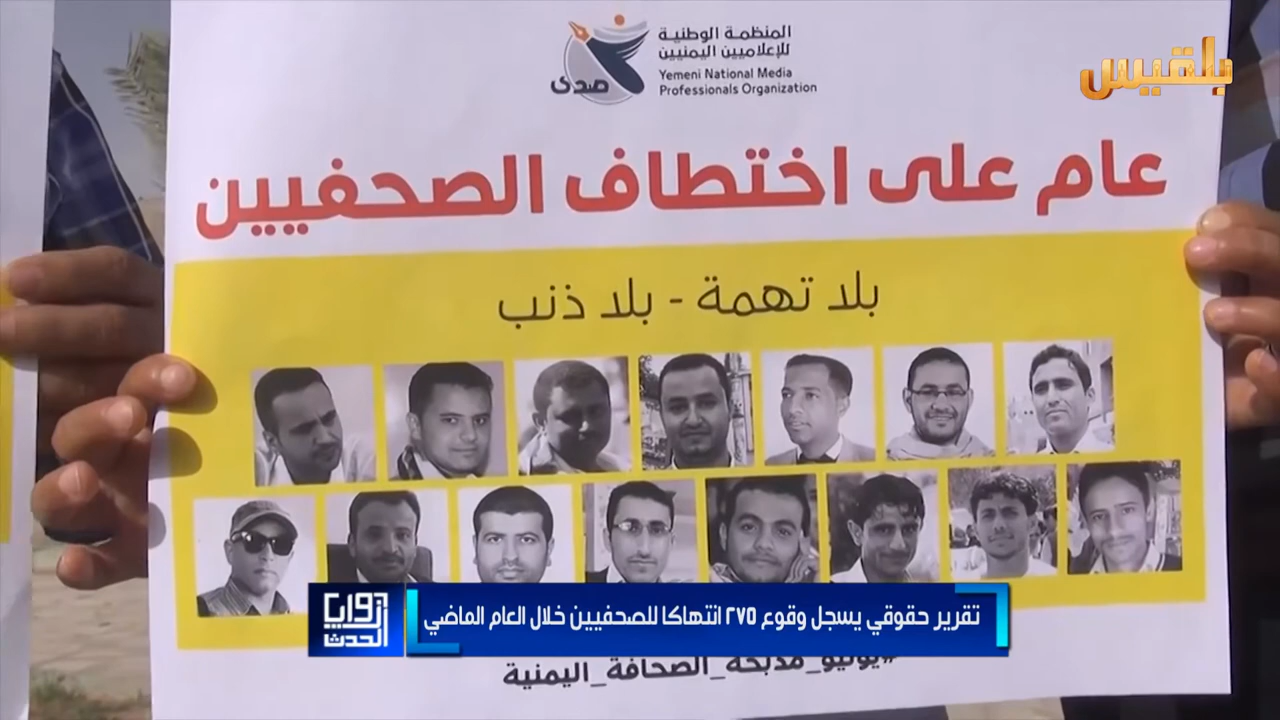 المنظمة الوطنية
للإعلاميين اليمنيين
Yemeni National Media
Professionals Organization
صدى
بلقيس
عام على اختطاف الصحفيين
بلا تهمة - بلا ذنب
تقرير حقوقي يسجل وقوع ٢٧٥ انتهاكا للصحفيين خلال العام الماضي
زوايا
الحدث
#يونيو_مذبحة_الصحافة_اليمنية